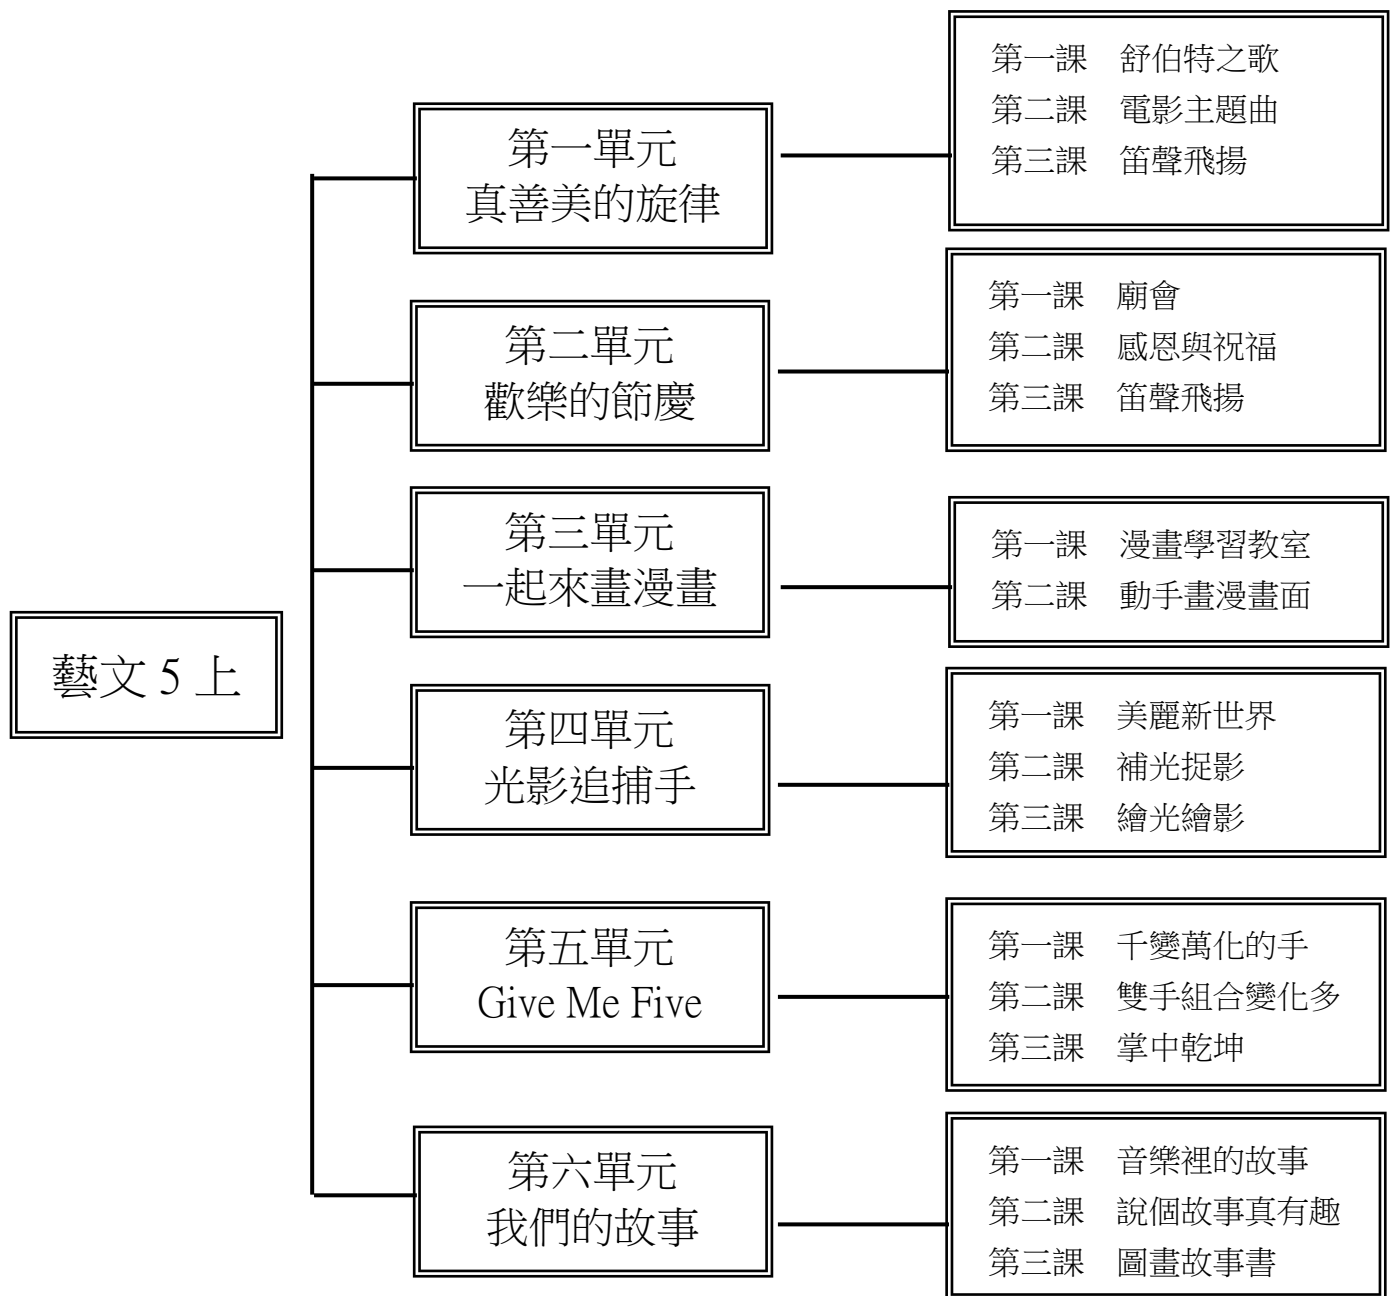 藝文 5 上
第一單元
真善美的旋律
第一課 舒伯特之歌
第二課 電影主題曲
第三課 笛聲飛揚
第二單元
歡樂的節慶
第一課 廟會
第二課 感恩與祝福
第三課 笛聲飛揚
第三單元
一起來畫漫畫
第一課 漫畫學習教室
第二課 動手畫漫畫面
第四單元
光影追捕手
第一課 美麗新世界
第二課 補光捉影
第三課 繪光繪影
第五單元
Give Me Five
第一課 千變萬化的手
第二課 雙手組合變化多
第三課 掌中乾坤
第六單元
我們的故事
第一課 音樂裡的故事
第二課 說個故事真有趣
第三課 圖畫故事書